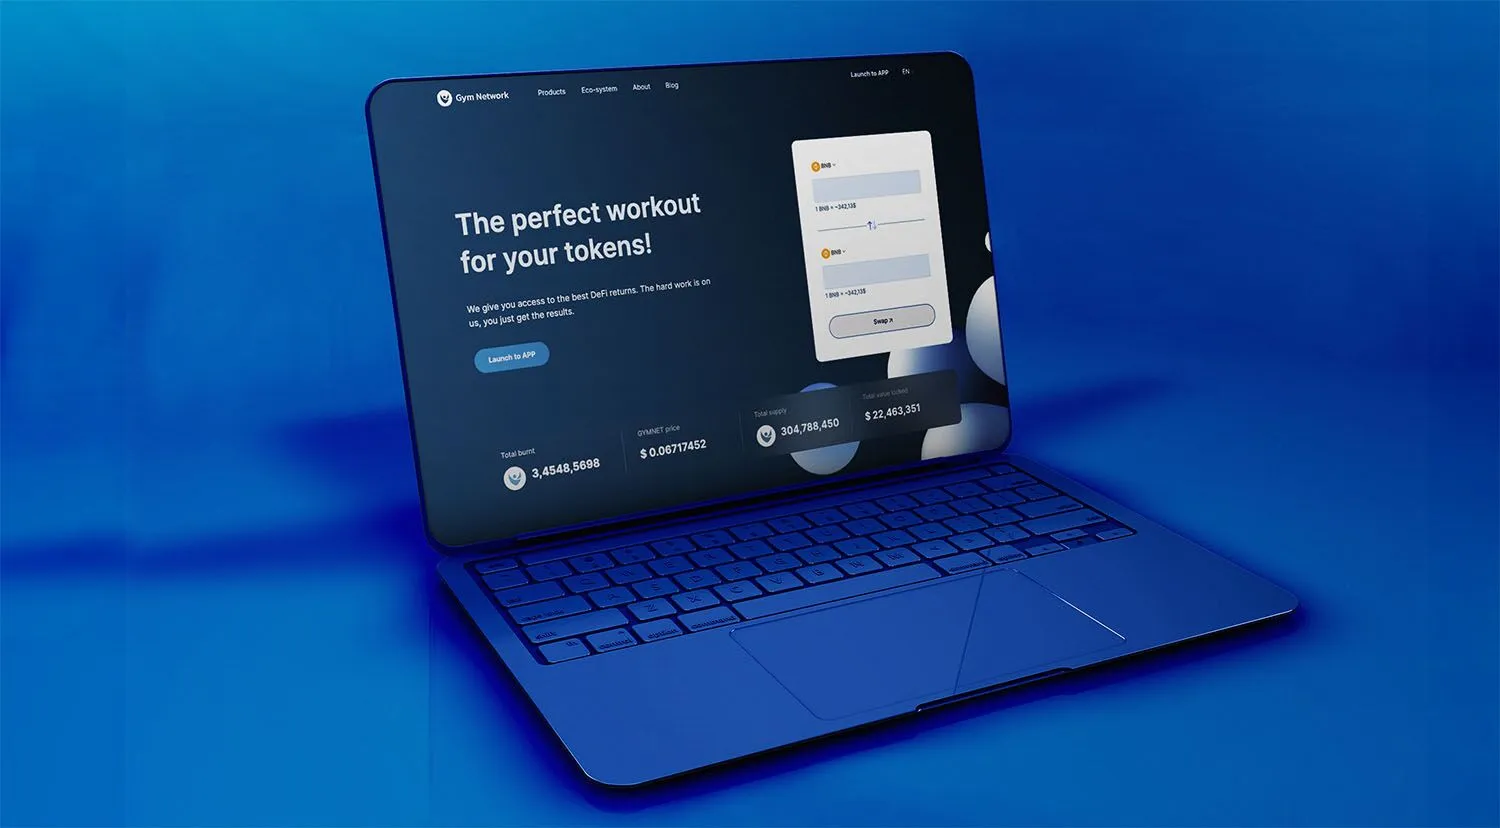 Gym Network
Products
Eco-system
About
Blog
Launch to APP
EN
The perfect workout
for your tokens!
We give you access to the best DeFi returns. The hard work is on
us, you just get the results.
Launch to APP
BNB
1 BNB = ~342,13$
BNB
1 BNB = ~342,13$
Swap
Total burnt
3,4548,5698
GYMNET price
$ 0.06717452
Total supply
304,788,450
Total value locked
$ 22,463,351